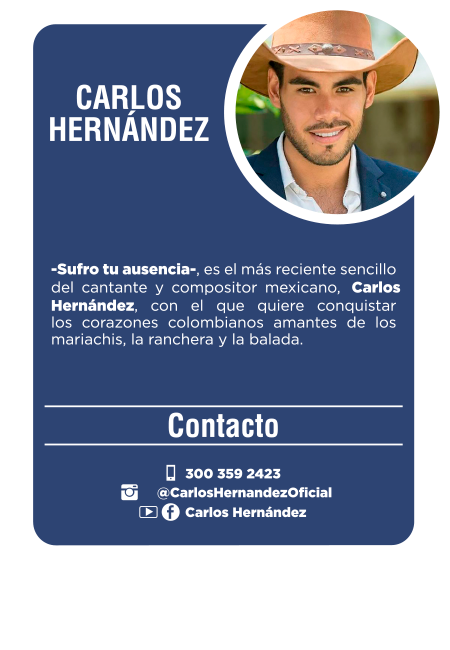 CARLOS
HERNÁNDEZ
-Sufro tu ausencia-, es el más reciente sencillo
del cantante y compositor mexicano, Carlos
Hernández, con el que quiere conquistar
los corazones colombianos amantes de los
mariachis, la ranchera y la balada.
Contacto
300 359 2423
@CarlosHernandezOficial
Carlos Hernández